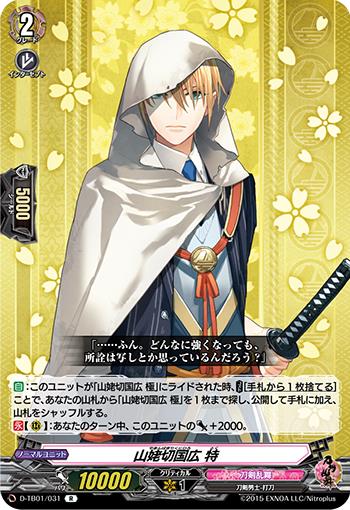 2
グレード
インターセプト
5000
シールド
「……ふん。どんなに強くなっても、
所詮は写しとか思っているんだろう？」
自：このユニットが「山姥切国広 極」にライドされた時、【手札から１枚捨てる】
ことで、あなたの山札から「山姥切国広 極」を１枚まで探し、公開して手札に加え、
山札をシャッフルする。
永【R】：あなたのターン中、このユニットの＋2000。
ノーマルユニット
山姥切国広 特
刀剣乱舞
刀剣男士-打刀
パワー
10000
クリティカル
1
D-TB01/031 R
©2015 EXNOA LLC/Nitroplus